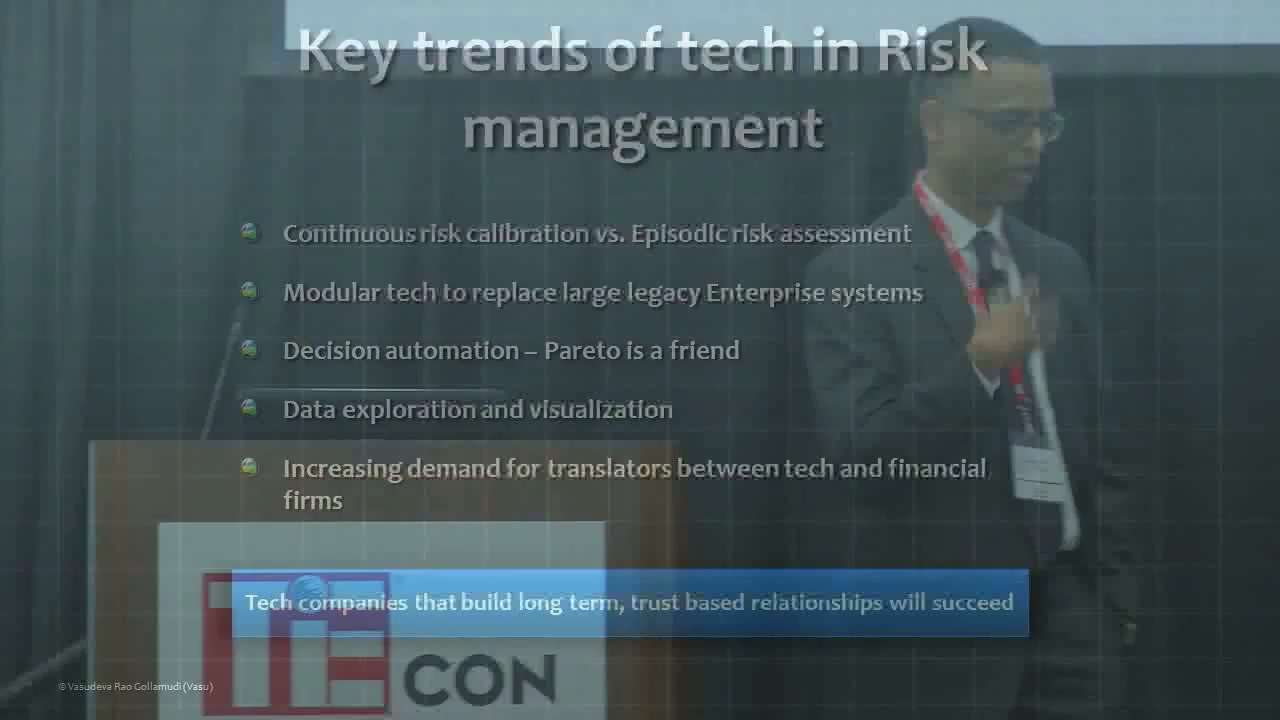 Key trends of tech in Risk
management
Continuous risk calibration vs. Episodic risk assessment
Modular tech to replace large legacy Enterprise systems
Decision automation – Pareto is a friend
Data exploration and visualization
Increasing demand for translators between tech and financial
firms
Tech companies that build long term, trust based relationships will succeed
TiE
CON
© Vasudeva Rao Gollamudi (Vasu)